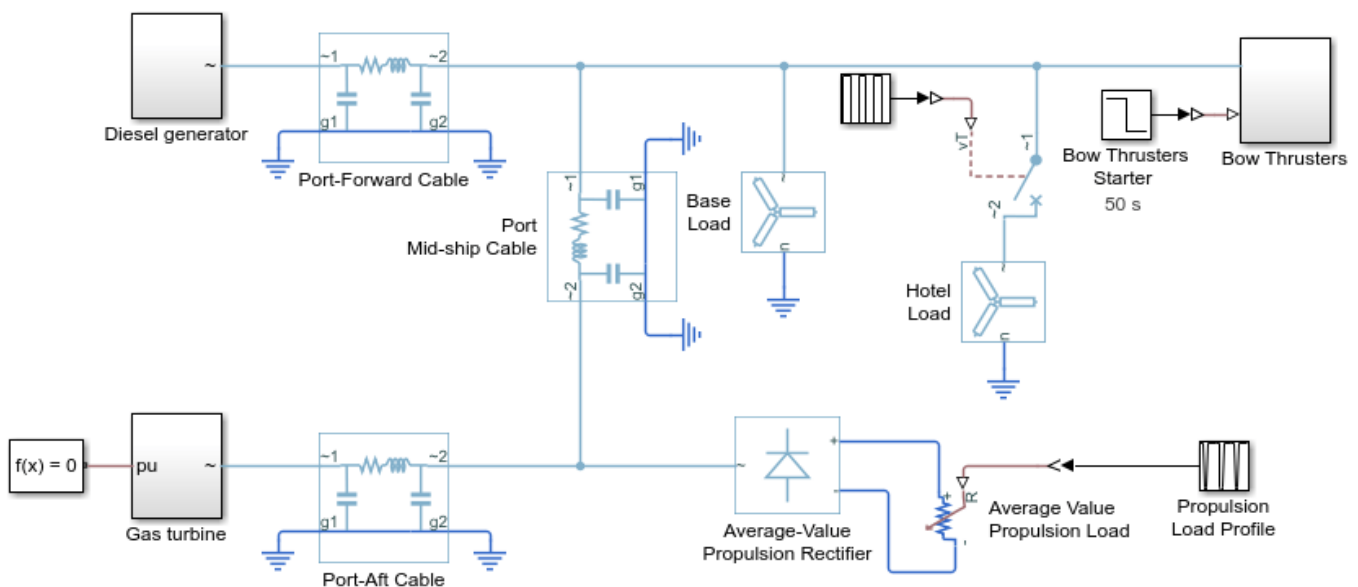 ~
Diesel generator
~1
~2
g1
g2
Port-Forward Cable
~1
g1
~2
g2
Port
Mid-ship Cable
~
n
Base
Load
vT
~1
~2
~
n
Hotel
Load
Bow Thrusters
Starter
50 s
Bow Thrusters
f(x) = 0
pu
~
Gas turbine
~1
~2
g1
g2
Port-Aft Cable
~
+
-
Average-Value
Propulsion Rectifier
+
R
-
Average Value
Propulsion Load
Propulsion
Load Profile